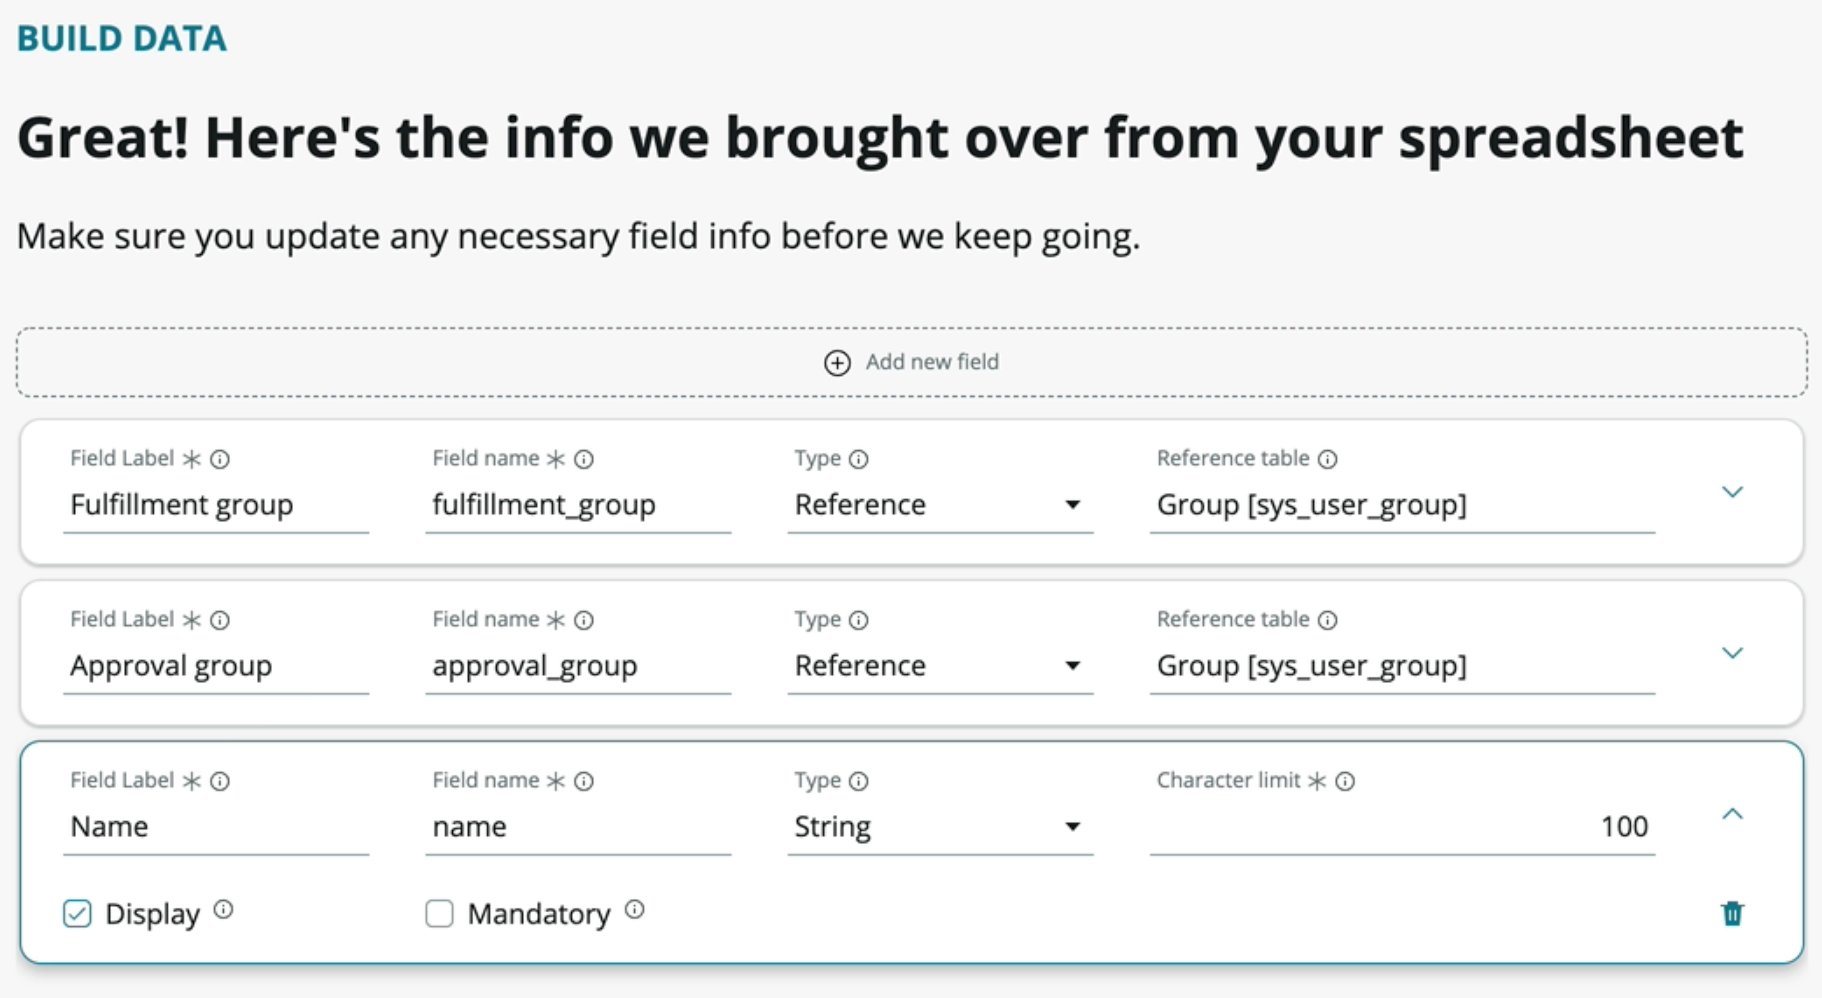 BUILD DATA
Great! Here's the info we brought over from your spreadsheet
Make sure you update any necessary field info before we keep going.
Add new field
Field Label * Field name * Type Reference table
Fulfillment group fulfillment_group Reference Group [sys_user_group]
Field Label * Field name * Type Reference table
Approval group approval_group Reference Group [sys_user_group]
Field Label * Field name * Type Character limit *
Name name String 100
Display Mandatory